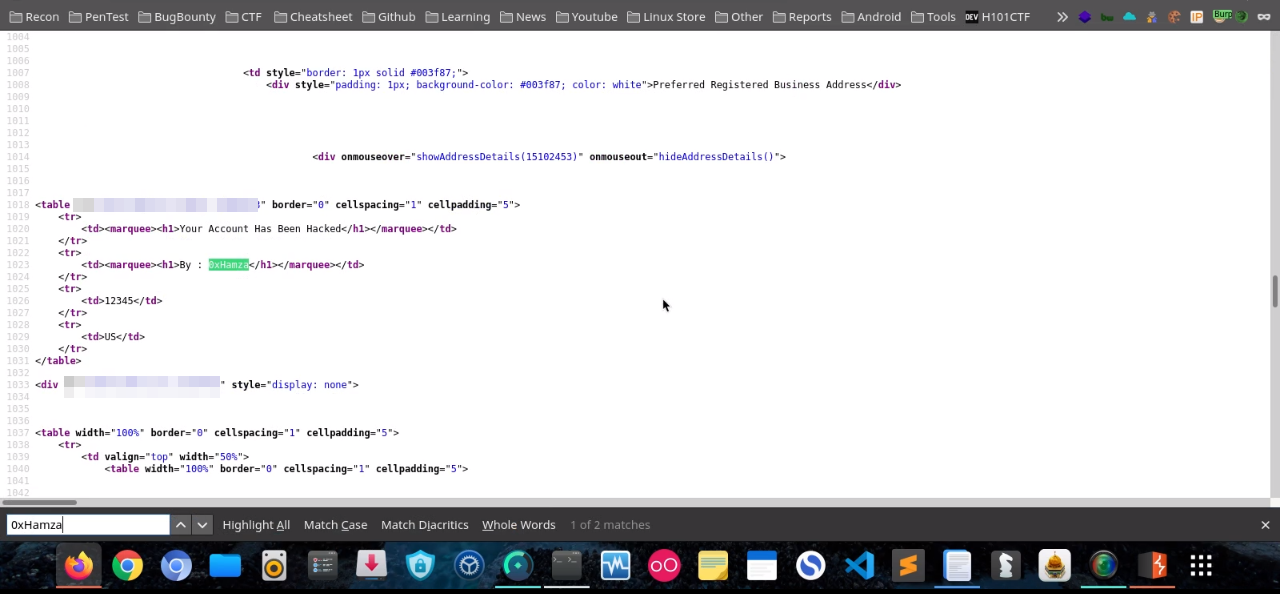 Recon PenTest BugBounty CTF Cheatsheet Github Learning News Youtube Linux Store Other Reports Android Tools DEV H101CTF » IP Burp
1004
1005
1006
1007 <td style="border: 1px solid #003f87;">
1008 <div style="padding: 1px; background-color: #003f87; color: white">Preferred Registered Business Address</div>
1009
1010
1011
1012
1013
1014 <div onmouseover="showAddressDetails(15102453)" onmouseout="hideAddressDetails()">
1015
1016
1017
1018 <table " border="0" cellspacing="1" cellpadding="5">
1019 <tr>
1020 <td><marquee><h1>Your Account Has Been Hacked</h1></marquee></td>
1021 </tr>
1022 <tr>
1023 <td><marquee><h1>By : 0xHamza</h1></marquee></td>
1024 </tr>
1025 <tr>
1026 <td>12345</td>
1027 </tr>
1028 <tr>
1029 <td>US</td>
1030 </tr>
1031 </table>
1032
1033 <div " style="display: none">
1034
1035
1036
1037 <table width="100%" border="0" cellspacing="1" cellpadding="5">
1038 <tr>
1039 <td valign="top" width="50%">
1040 <table width="100%" border="0" cellspacing="1" cellpadding="5">
1041
1042
0xHamza Highlight All Match Case Match Diacritics Whole Words 1 of 2 matches